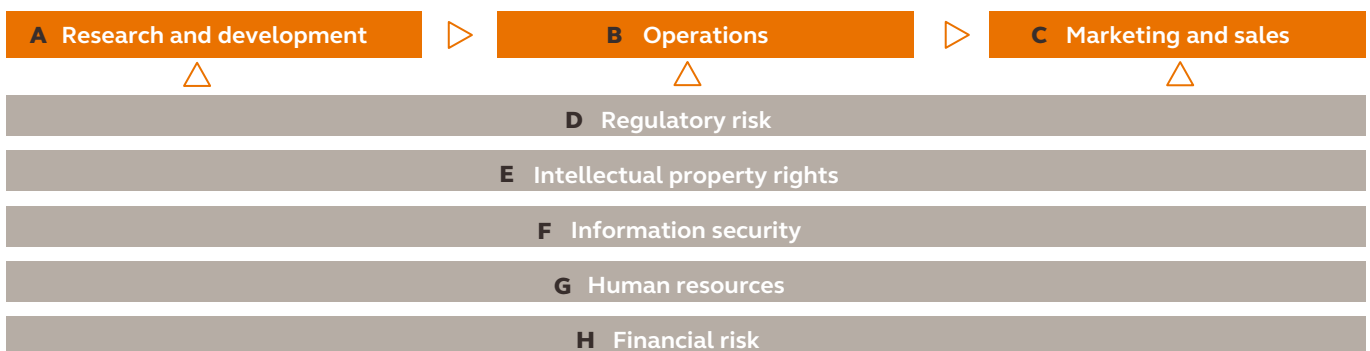 A Research and development
B Operations
C Marketing and sales
D Regulatory risk
E Intellectual property rights
F Information security
G Human resources
H Financial risk